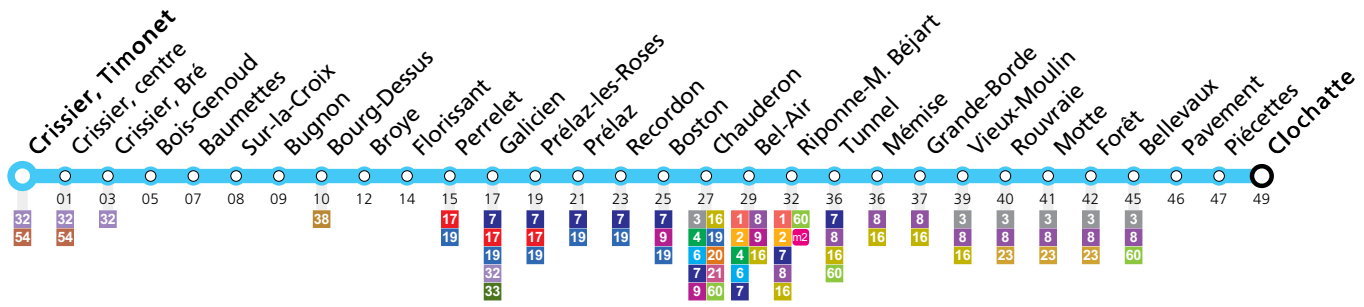 Crissier, Timonet
Crissier, centre
Crissier, Bré
Bois-Genoud
Baumettes
Sur-la-Croix
Bugnon
Bourg-Dessus
Broye
Florissant
Perrelet
Galicien
Prélaz-les-Roses
Prélaz
Recordon
Boston
Chauderon
Bel-Air
Riponne-M. Béjart
Tunnel
Mémise
Grande-Borde
Vieux-Moulin
Rouvraie
Motte
Forêt
Bellevaux
Pavement
Piécettes
Clochatte
01 03 05 07 08 09 10 12 14 15 17 19 21 23 25 27 29 32 36 36 37 39 40 41 42 45 46 47 49
32 32 32 38 17 7 7 7 7 7 3 16 1 8 1 60 7 8 8 3 3 3 3 3
54 54 19 17 17 19 19 9 4 19 2 9 2 m2 8 16 16 8 8 8 8 8
19 19 19 6 20 4 16 7 16 16 23 23 23 60
32 7 21 6 8 60
33 9 60 7 16